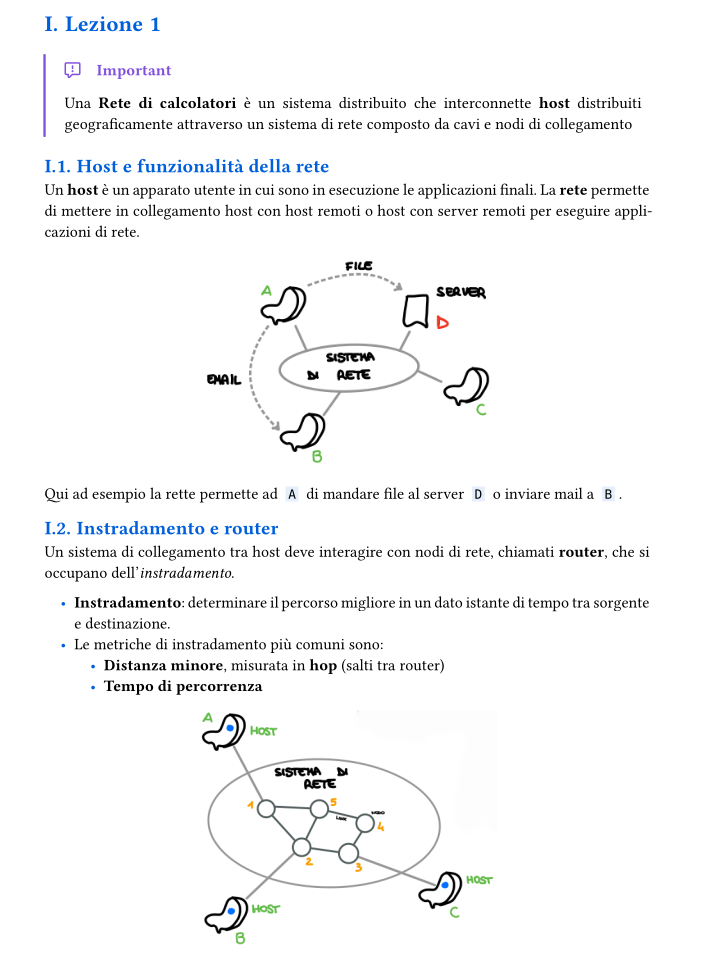 I. Lezione 1
Important
Una Rete di calcolatori è un sistema distribuito che interconnette host distribuiti
geograficamente attraverso un sistema di rete composto da cavi e nodi di collegamento
I.1. Host e funzionalità della rete
Un host è un apparato utente in cui sono in esecuzione le applicazioni finali. La rete permette
di mettere in collegamento host con host remoti o host con server remoti per eseguire appli-
cazioni di rete.
FILE
A
SERVER
D
SISTEMA
DI RETE
EMAIL
C
B
Qui ad esempio la rette permette ad A di mandare file al server D o inviare mail a B .
I.2. Instradamento e router
Un sistema di collegamento tra host deve interagire con nodi di rete, chiamati router, che si
occupano dell'instradamento.
• Instradamento: determinare il percorso migliore in un dato istante di tempo tra sorgente
e destinazione.
• Le metriche di instradamento più comuni sono:
• Distanza minore, misurata in hop (salti tra router)
• Tempo di percorrenza
A
HOST
SISTEMA DI
RETE
1
5
LINK
NODO
4
2
3
HOST
HOST
C
B